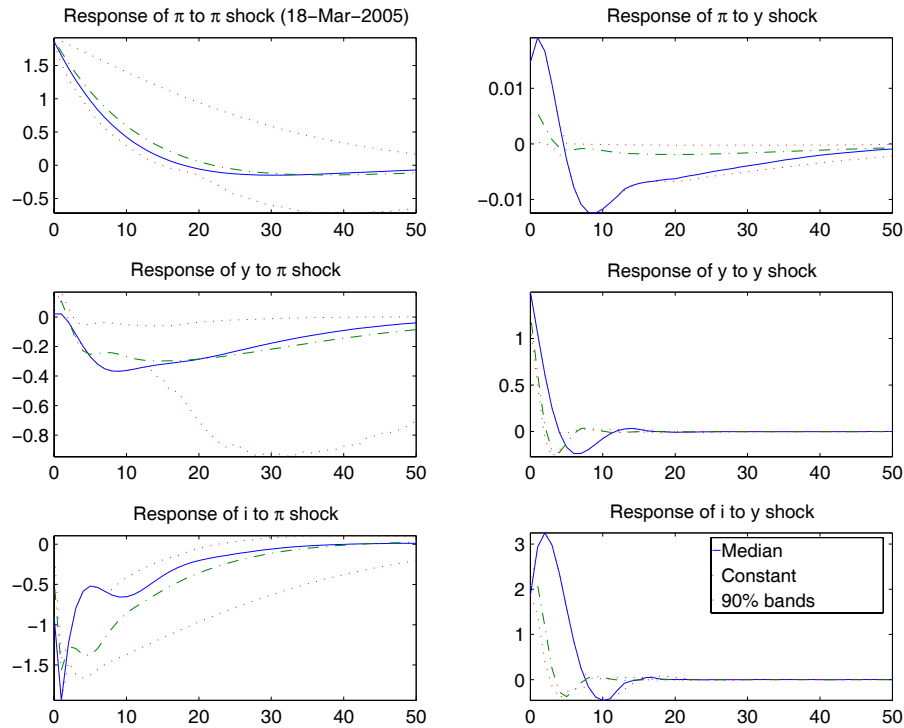 Response of π to π shock (18−Mar−2005)
1.5
1
0.5
0
−0.5
0 10 20 30 40 50
Response of π to y shock
0.01
0
−0.01
0 10 20 30 40 50
Response of y to π shock
0
−0.2
−0.4
−0.6
−0.8
0 10 20 30 40 50
Response of y to y shock
1
0.5
0
0 10 20 30 40 50
Response of i to π shock
0
−0.5
−1
−1.5
0 10 20 30 40 50
Response of i to y shock
3
2
1
0
0 10 20 30 40 50
Median
Constant
90% bands